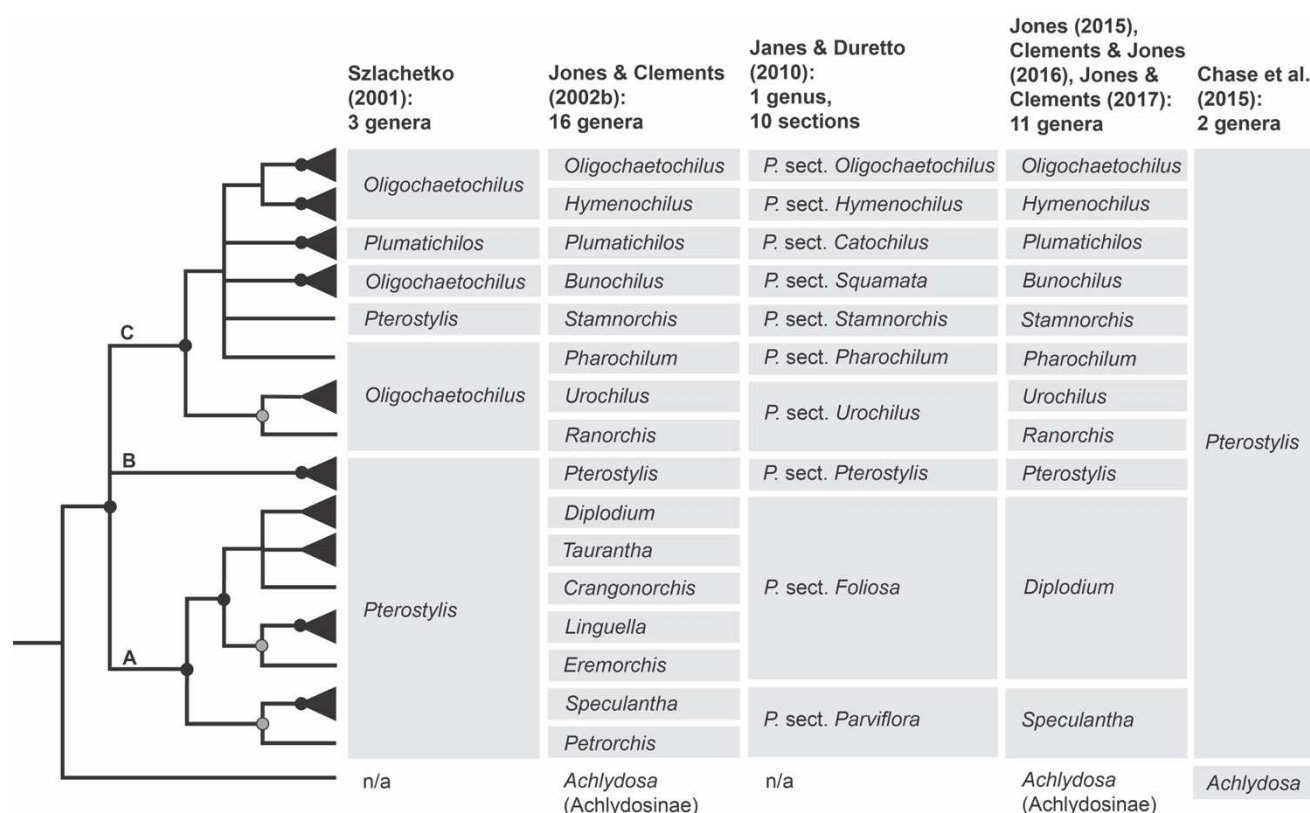 Szlachetko
(2001):
3 genera
Jones & Clements
(2002b):
16 genera
Janes & Duretto
(2010):
1 genus,
10 sections
Jones (2015),
Clements & Jones
(2016), Jones &
Clements (2017):
11 genera
Chase et al.
(2015):
2 genera
Oligochaetochilus
Plumatichilos
Oligochaetochilus
Pterostylis
Oligochaetochilus
Pterostylis
n/a
Oligochaetochilus
Hymenochilus
Plumatichilos
Bunochilus
Stamnorchis
Pharochilum
Urochilus
Ranorchis
Pterostylis
Diplodium
Taurantha
Crangonorchis
Linguella
Eremorchis
Speculantha
Petrorchis
Achlydosa
(Achlydosinae)
P. sect. Oligochaetochilus
P. sect. Hymenochilus
P. sect. Catochilus
P. sect. Squamata
P. sect. Stamnorchis
P. sect. Pharochilum
P. sect. Urochilus
P. sect. Pterostylis
P. sect. Foliosa
P. sect. Parviflora
n/a
Oligochaetochilus
Hymenochilus
Plumatichilos
Bunochilus
Stamnorchis
Pharochilum
Urochilus
Ranorchis
Pterostylis
Diplodium
Speculantha
Achlydosa
(Achlydosinae)
Pterostylis
Achlydosa
C
B
A